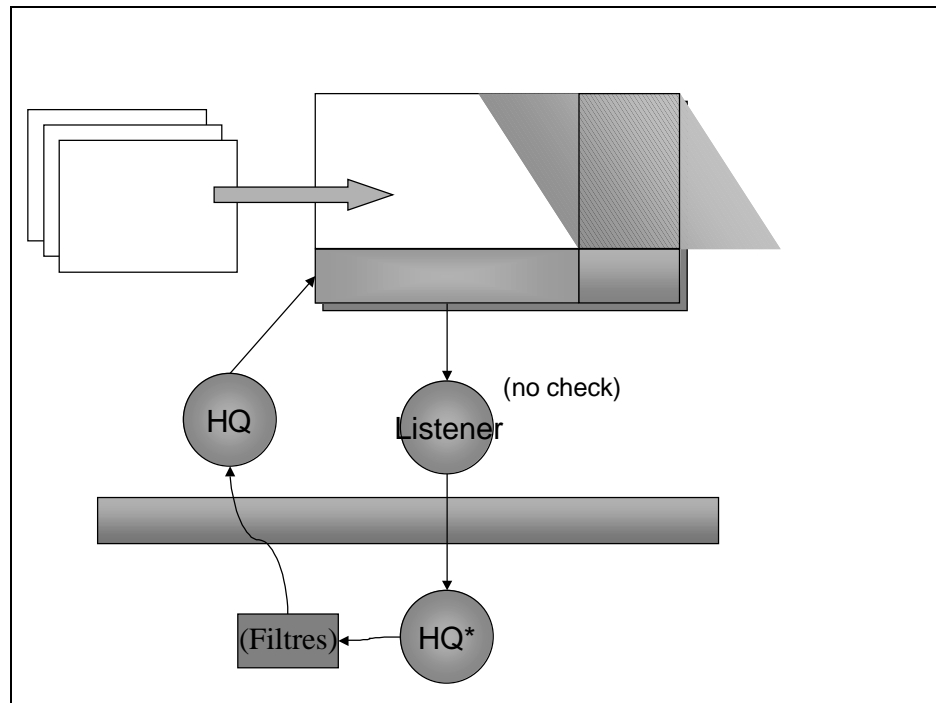 (no check)
HQ
Listener
(Filtres)
HQ*